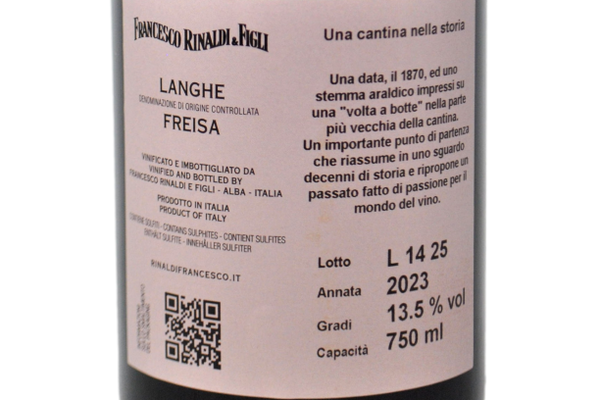 FRANCESCO RINALDI & FIGLI
LANGHE
DENOMINAZIONE DI ORIGINE CONTROLLATA
FREISA
VINIFICATO E IMBOTTIGLIATO DA
VINIFIED AND BOTTLED BY
FRANCESCO RINALDI E FIGLI - ALBA - ITALIA
PRODOTTO IN ITALIA
PRODUCT OF ITALY
CONTIENE SOLFITI - CONTAINS SULPHITES - CONTIENT SULFITES
ENTHÄLT SULFITE - INNEHÅLLER SULFITER
RINALDIFRANCESCO.IT
Una cantina nella storia
Una data, il 1870, ed uno
stemma araldico impressi su
una "volta a botte" nella parte
più vecchia della cantina.
Un importante punto di partenza
che riassume in uno sguardo
decenni di storia e ripropone un
passato fatto di passione per il
mondo del vino.
Lotto L 14 25
Annata 2023
Gradi 13.5 % vol
Capacità 750 ml